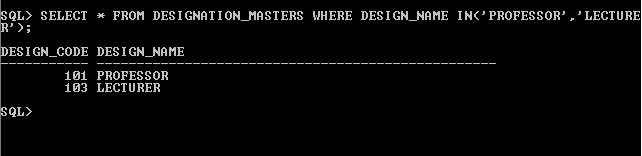 SQL> SELECT * FROM DESIGNATION_MASTERS WHERE DESIGN_NAME IN('PROFESSOR','LECTURE
R');
DESIGN_CODE DESIGN_NAME
----------- --------------------------------------------------
        101 PROFESSOR
        103 LECTURER
SQL>